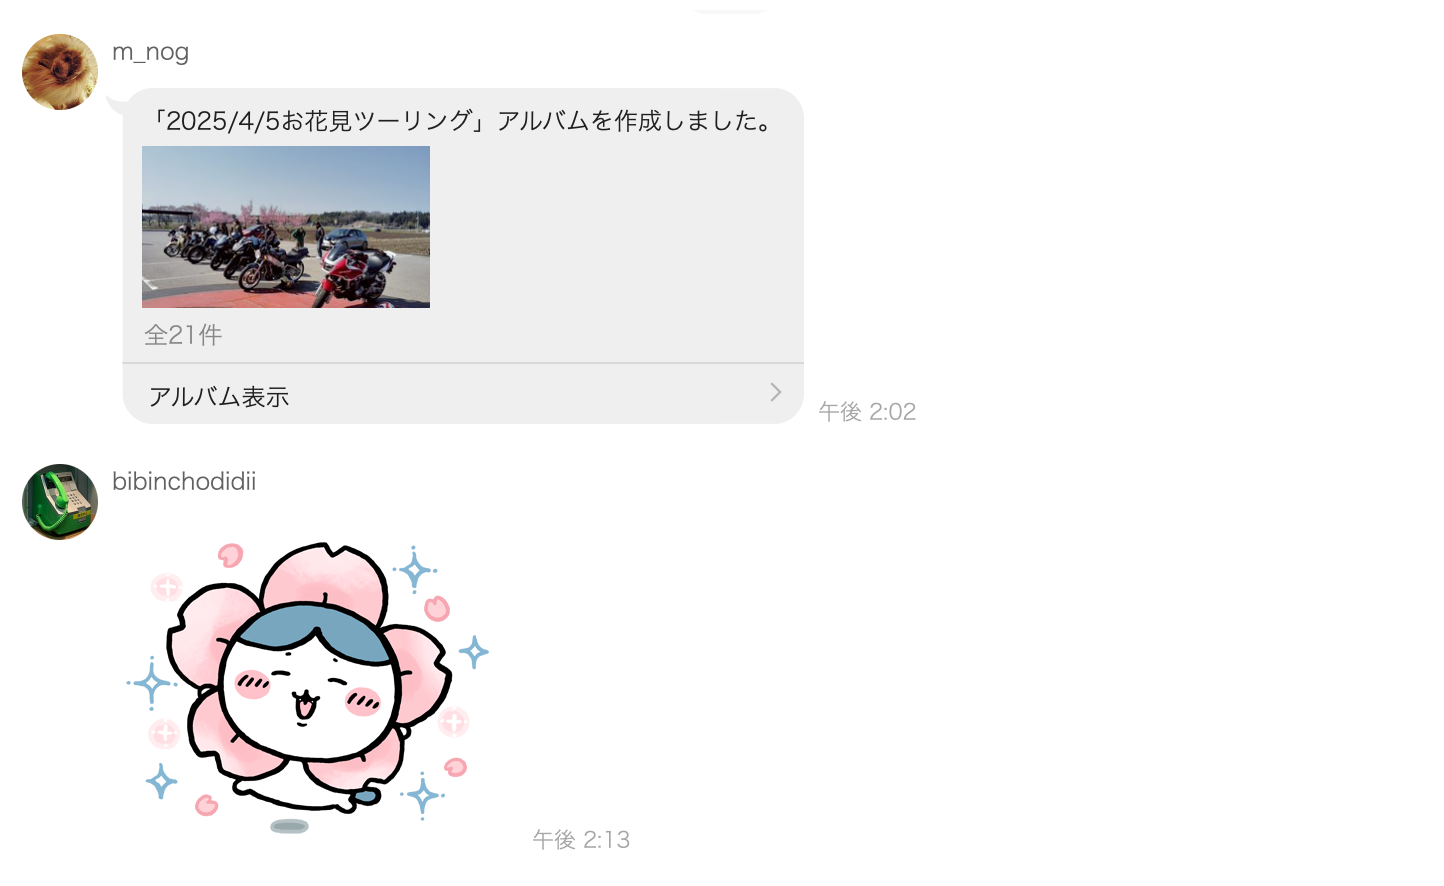 m_nog
「2025/4/5お花見ツーリング」アルバムを作成しました。
全21件
アルバム表示
午後 2:02
bibinchodidii
午後 2:13